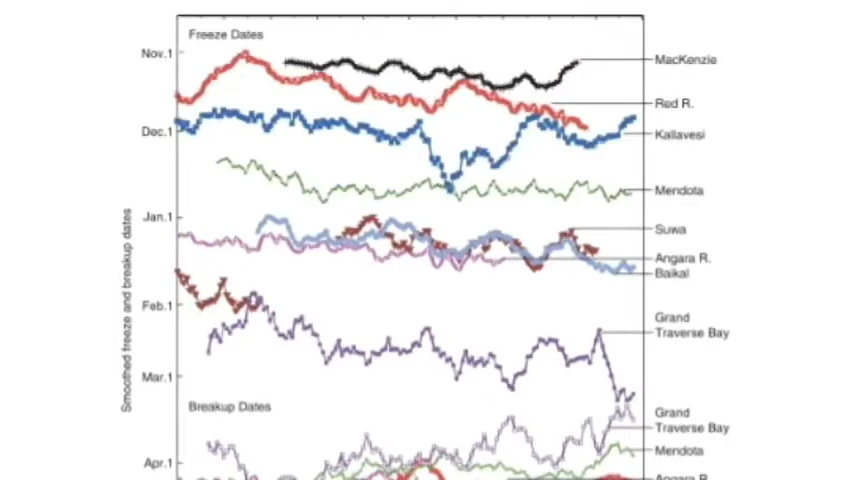 Freeze Dates
Nov.1
MacKenzie
Red R.
Dec.1
Kallavesi
Mendota
Jan.1
Suwa
Angara R.
Baikal
Feb.1
Grand
Traverse Bay
Mar.1
Smoothed freeze and breakup dates
Breakup Dates
Grand
Traverse Bay
Mendota
Apr.1
Angara R.